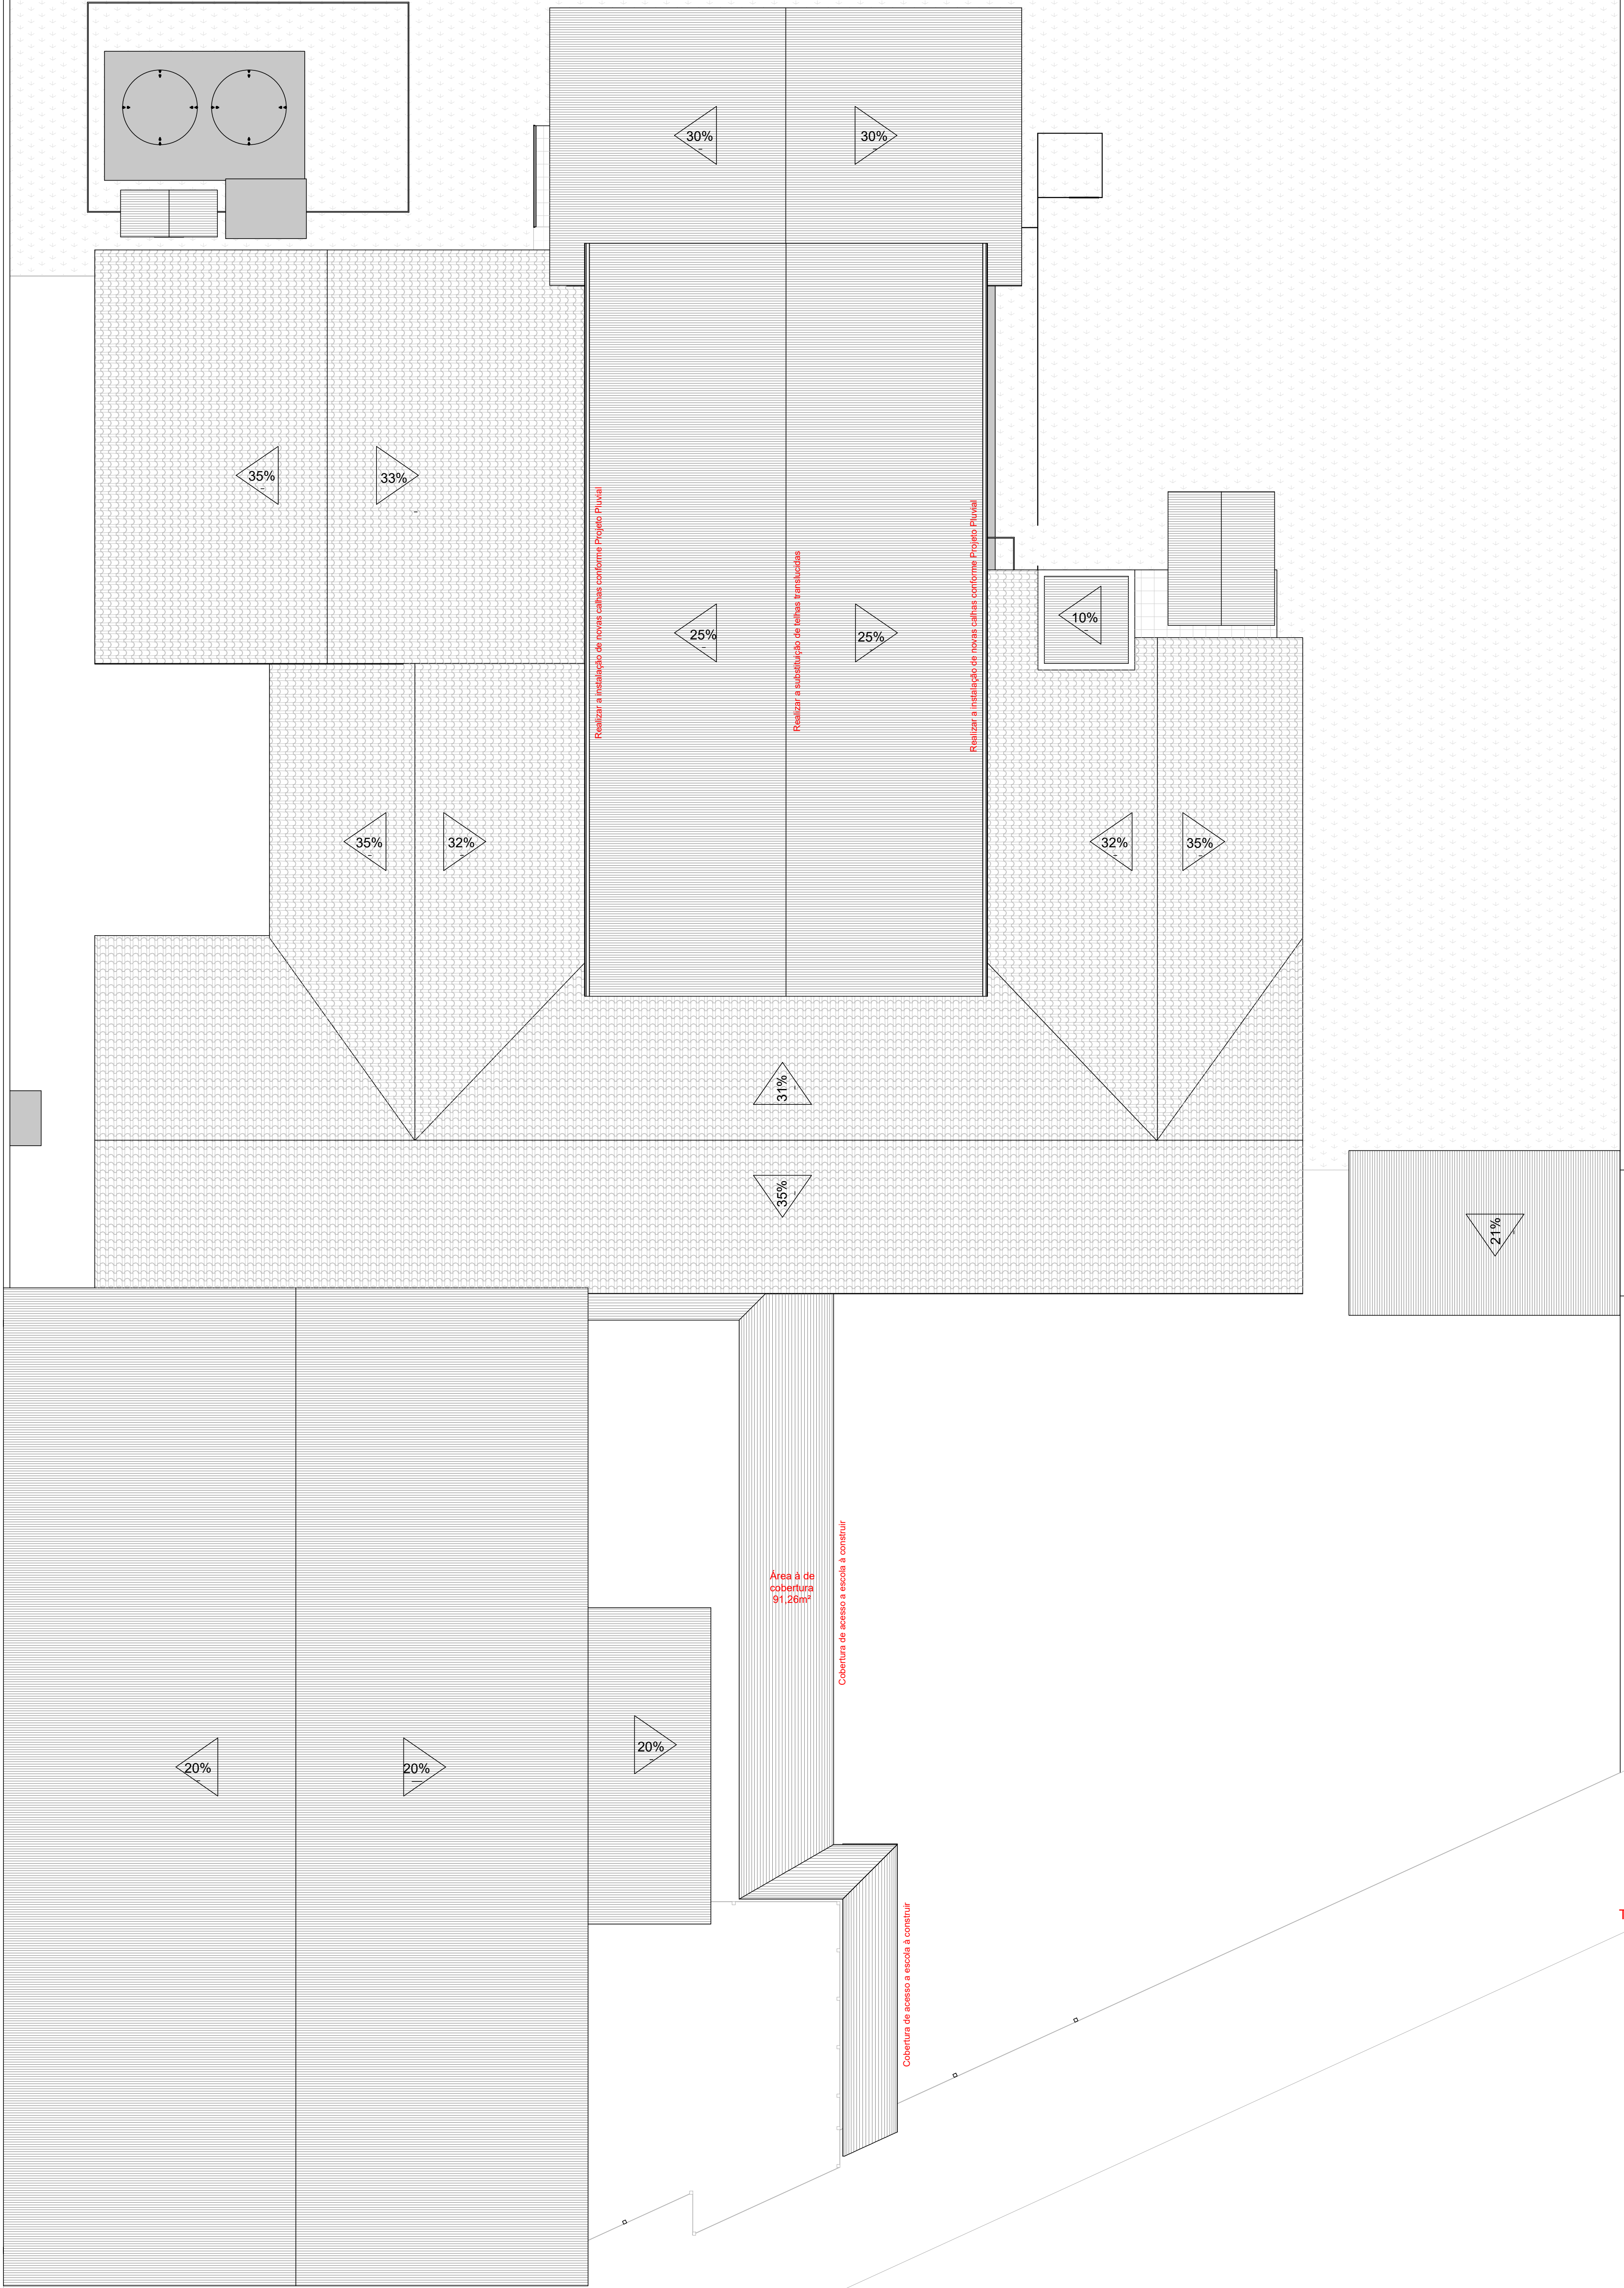 30%
30%
35%
33%
Realizar a instalação de novas calhas conforme Projeto Pluvial
Realizar a substituição de telhas translucidas
Realizar a instalação de novas calhas conforme Projeto Pluvial
25%
25%
10%
35%
32%
32%
35%
31%
35%
21%
Área à de
cobertura
91,26m²
Cobertura de acesso a escola à construir
20%
20%
20%
Cobertura de acesso a escola à construir